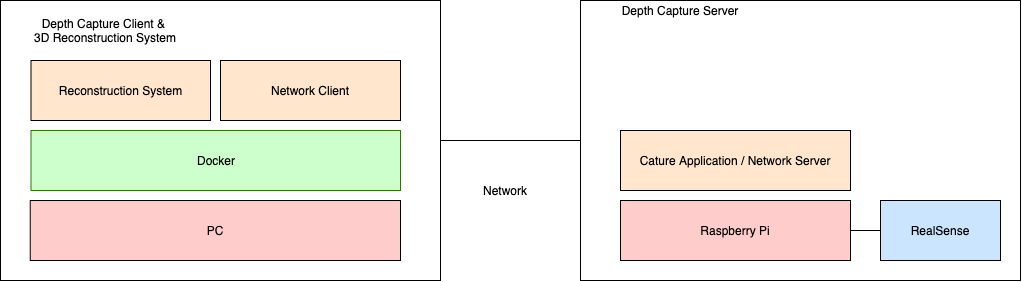 Depth Capture Client &
3D Reconstruction System
Reconstruction System
Network Client
Docker
PC
Network
Depth Capture Server
Cature Application / Network Server
Raspberry Pi
RealSense